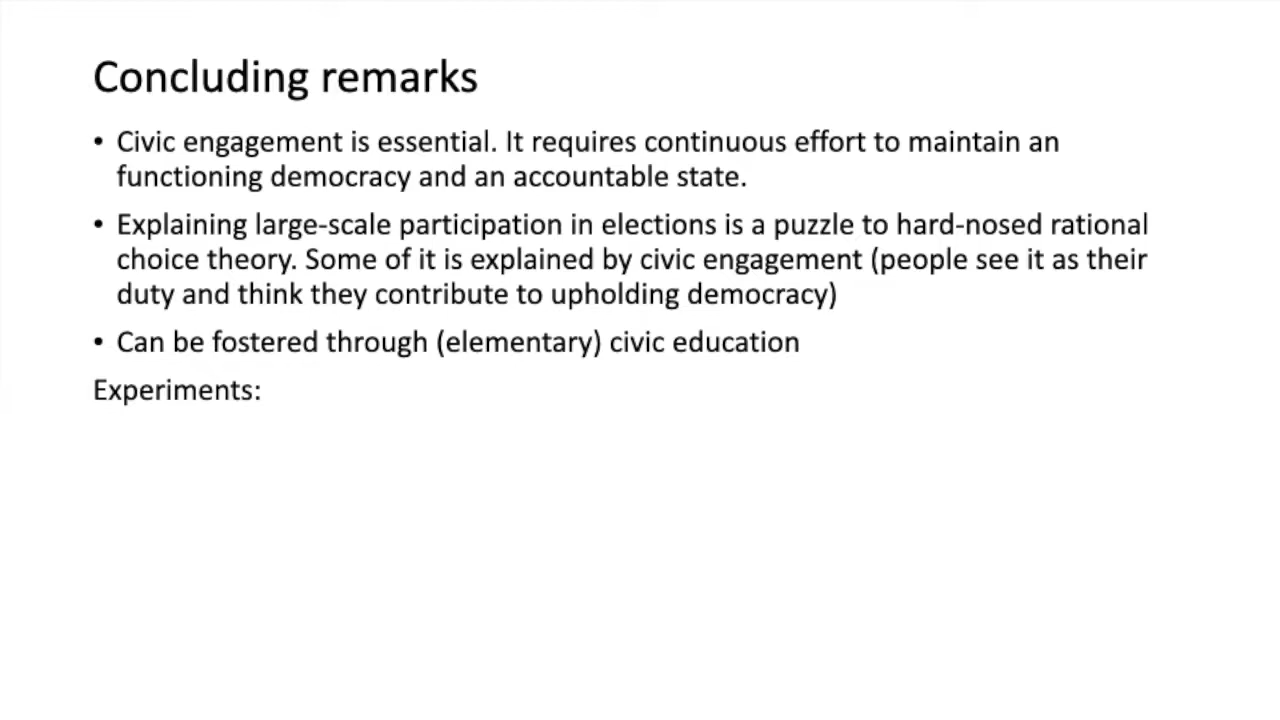 Concluding remarks
• Civic engagement is essential. It requires continuous effort to maintain an
functioning democracy and an accountable state.
• Explaining large-scale participation in elections is a puzzle to hard-nosed rational
choice theory. Some of it is explained by civic engagement (people see it as their
duty and think they contribute to upholding democracy)
• Can be fostered through (elementary) civic education
Experiments: